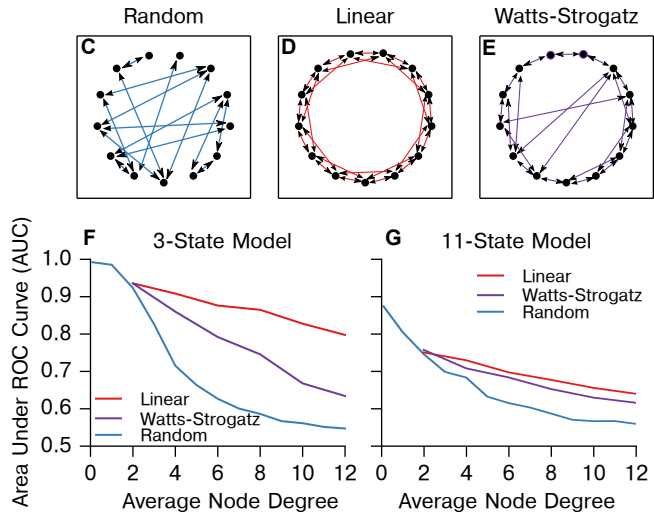 Random Linear Watts-Strogatz
C D E
F 3-State Model G 11-State Model
Area Under ROC Curve (AUC)
1.0
0.9
0.8
0.7
0.6
0.5
Linear
Watts-Strogatz
Random
Linear
Watts-Strogatz
Random
0 2 4 6 8 10 12 0 2 4 6 8 10 12
Average Node Degree Average Node Degree